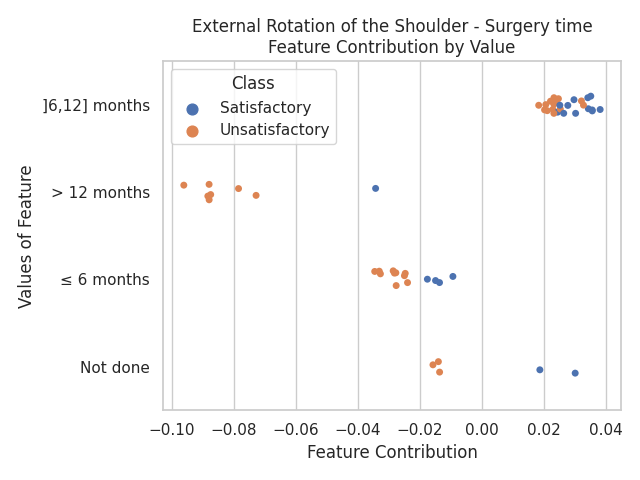 External Rotation of the Shoulder - Surgery time
Feature Contribution by Value
Class
Satisfactory
Unsatisfactory
Values of Feature
]6,12] months
> 12 months
≤ 6 months
Not done
−0.10 −0.08 −0.06 −0.04 −0.02 0.00 0.02 0.04
Feature Contribution